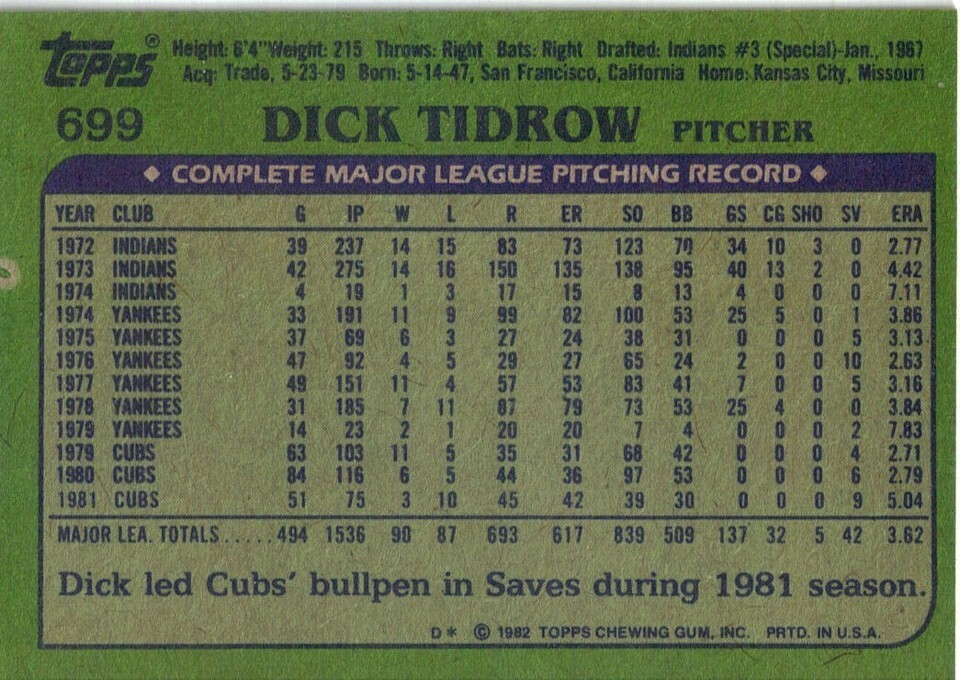 Topps® Height: 6'4" Weight: 215 Throws: Right Bats: Right Drafted: Indians #3 (Special)-Jan., 1967
Acq: Trade, 5-23-79 Born: 5-14-47, San Francisco, California Home: Kansas City, Missouri
699 DICK TIDROW PITCHER
◆ COMPLETE MAJOR LEAGUE PITCHING RECORD ◆
YEAR CLUB G IP W L R ER SO BB GS CG SHO SV ERA
1972 INDIANS 39 237 14 15 83 73 123 70 34 10 3 0 2.77
1973 INDIANS 42 275 14 16 150 135 138 95 40 13 2 0 4.42
1974 INDIANS 4 19 1 3 17 15 8 13 4 0 0 0 7.11
1974 YANKEES 33 191 11 9 99 82 100 53 25 5 0 1 3.86
1975 YANKEES 37 69 6 3 27 24 38 31 0 0 0 5 3.13
1976 YANKEES 47 92 4 5 29 27 65 24 2 0 0 10 2.63
1977 YANKEES 49 151 11 4 57 53 83 41 7 0 0 5 3.16
1978 YANKEES 31 185 7 11 87 79 73 53 25 4 0 0 3.84
1979 YANKEES 14 23 2 1 20 20 7 4 0 0 0 2 7.83
1979 CUBS 63 103 11 5 35 31 68 42 0 0 0 4 2.71
1980 CUBS 84 116 6 5 44 36 97 53 0 0 0 6 2.79
1981 CUBS 51 75 3 10 45 42 39 30 0 0 0 9 5.04
MAJOR LEA. TOTALS.....494 1536 90 87 693 617 839 509 137 32 5 42 3.62
Dick led Cubs' bullpen in Saves during 1981 season.
D* © 1982 TOPPS CHEWING GUM, INC. PRTD. IN U.S.A.